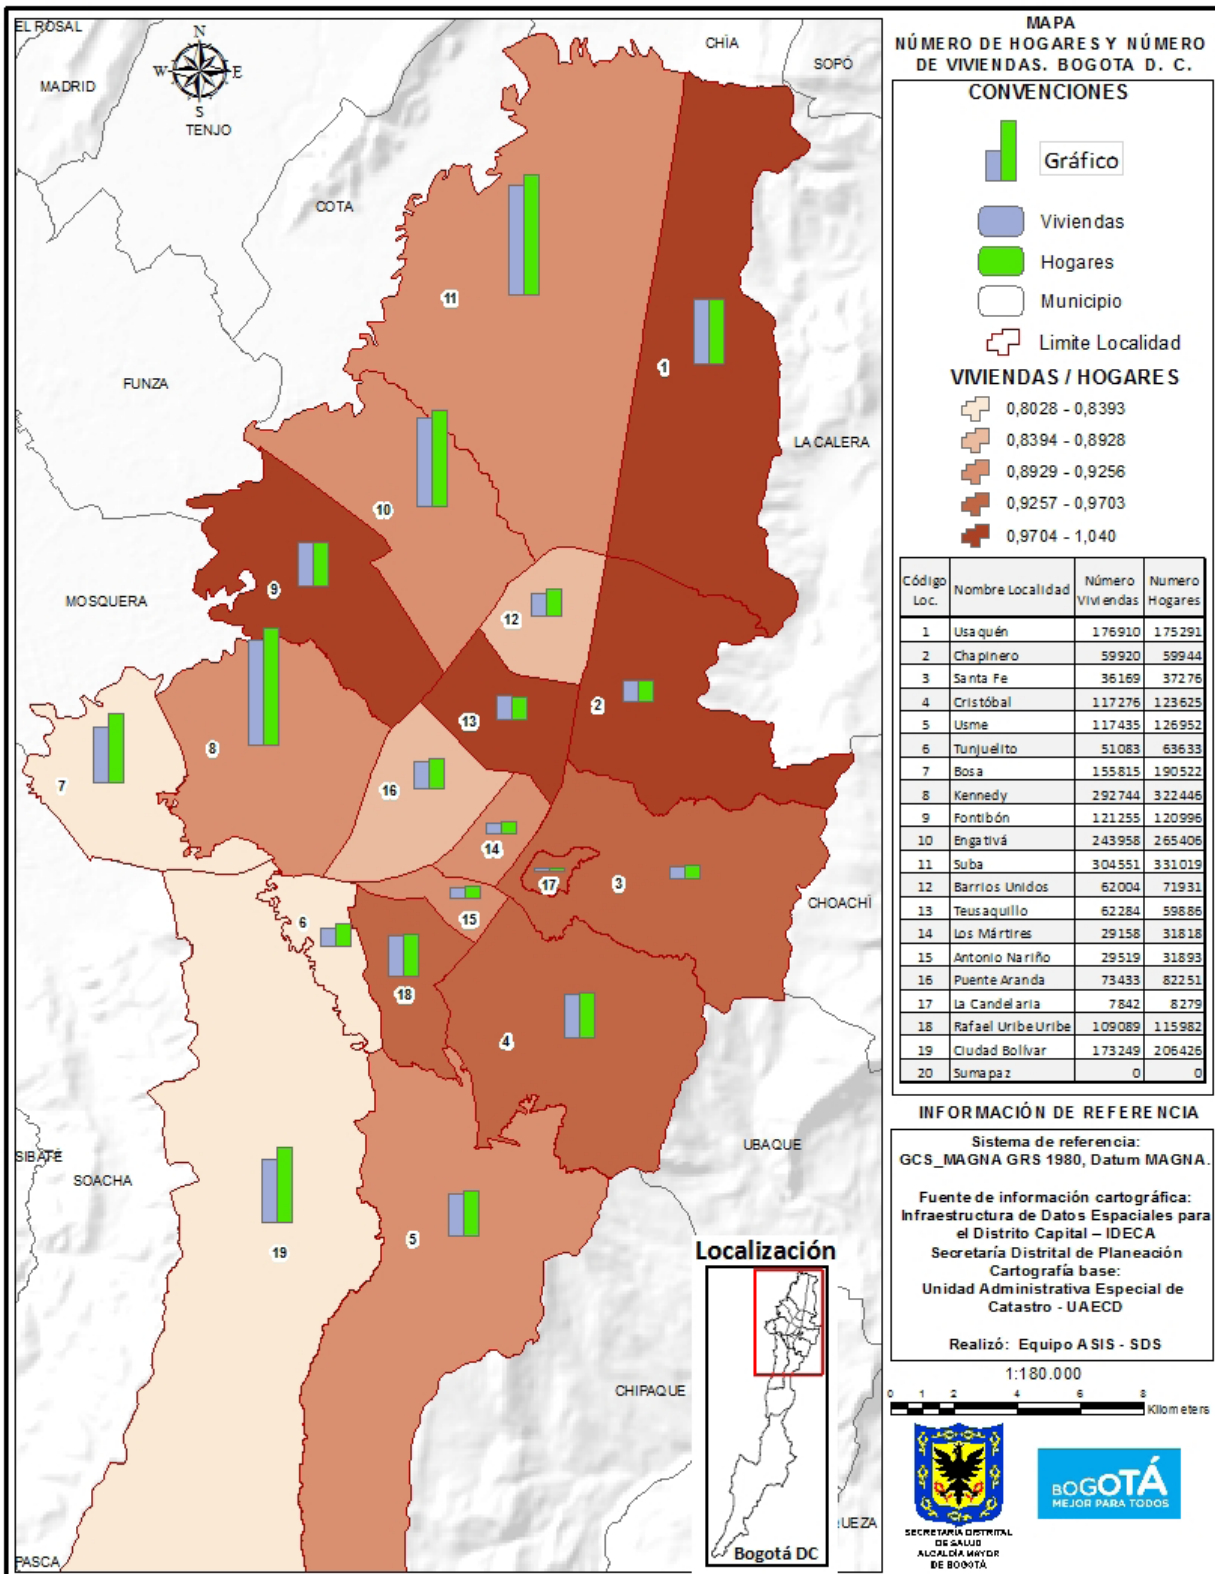 EL ROSAL
MADRID
N
W E
S
TENJO
CHÍA
SOPÓ
COTA
FUNZA
LA CALERA
MOSQUERA
CHOACHÍ
UBAQUE
SIBATÉ
SOACHA
CHIPAQUE
PASCA
UEZA
11
1
10
9
12
2
13
8
7
16
14
17
3
6
15
18
4
5
19
Localización
Bogotá DC
MAPA
NÚMERO DE HOGARES Y NÚMERO
DE VIVIENDAS. BOGOTA D. C.
CONVENCIONES
Gráfico
Viviendas
Hogares
Municipio
Limite Localidad
VIVIENDAS / HOGARES
0,8028 - 0,8393
0,8394 - 0,8928
0,8929 - 0,9256
0,9257 - 0,9703
0,9704 - 1,040
Código Loc. Nombre Localidad Número Viviendas Numero Hogares
1 Usaquén 176910 175291
2 Chapinero 59920 59944
3 Santa Fe 36169 37276
4 Cristóbal 117276 123625
5 Usme 117435 126952
6 Tunjuelito 51083 63633
7 Bosa 155815 190522
8 Kennedy 292744 322446
9 Fontibón 121255 120996
10 Engativá 243958 265406
11 Suba 304551 331019
12 Barrios Unidos 62004 71931
13 Teusaquillo 62284 59886
14 Los Mártires 29158 31818
15 Antonio Nariño 29519 31893
16 Puente Aranda 73433 82251
17 La Candelaria 7842 8279
18 Rafael Uribe Uribe 109089 115982
19 Ciudad Bolívar 173249 206426
20 Sumapaz 0 0
INFORMACIÓN DE REFERENCIA
Sistema de referencia:
GCS_MAGNA GRS 1980, Datum MAGNA.
Fuente de información cartográfica:
Infraestructura de Datos Espaciales para
el Distrito Capital – IDECA
Secretaría Distrital de Planeación
Cartografía base:
Unidad Administrativa Especial de
Catastro - UAECD
Realizó: Equipo ASIS - SDS
1:180.000
0 1 2 4 6 8
Kilometers
SECRETARÍA DISTRITAL
DE SALUD
ALCALDÍA MAYOR
DE BOGOTÁ
BOGOTÁ
MEJOR PARA TODOS